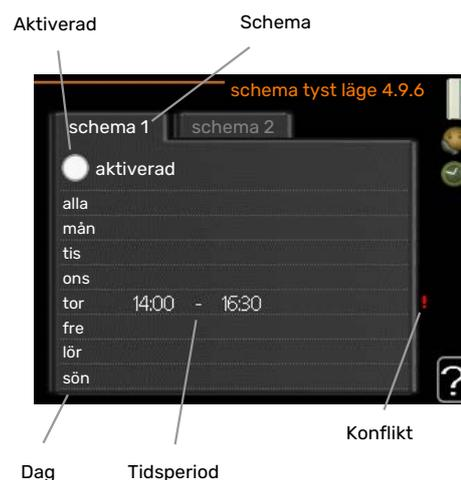 Aktiverad
Schema
schema tyst läge 4.9.6
schema 1
schema 2
aktiverad
alla
mån
tis
ons
tor 14:00 - 16:30 !
fre
lör
sön
?
Konflikt
Dag
Tidsperiod